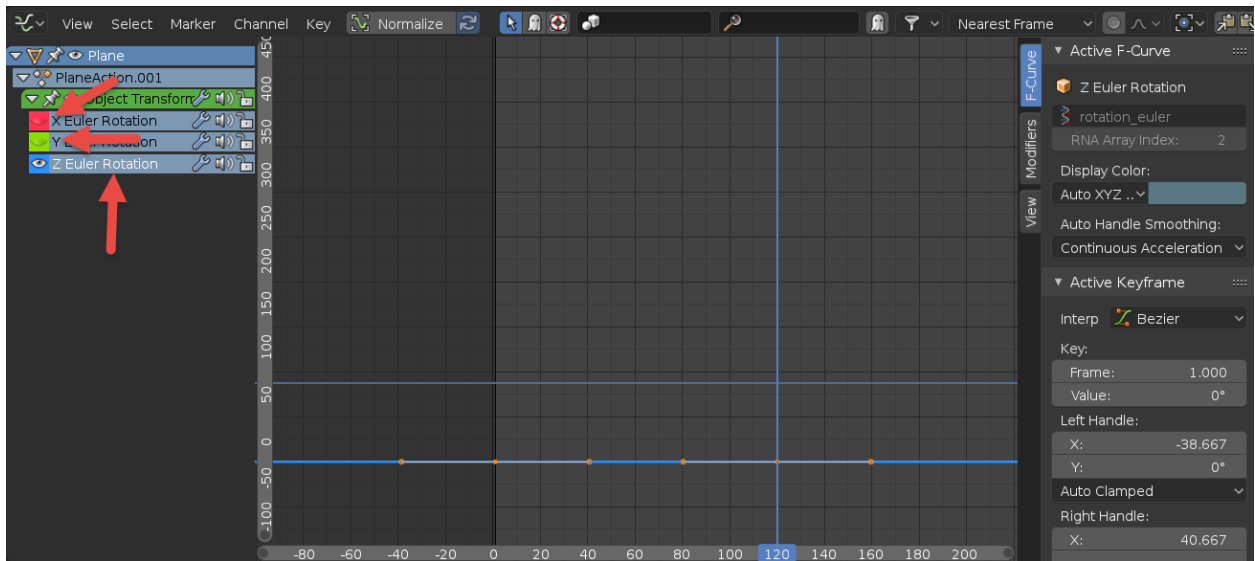 View Select Marker Channel Key Normalize Nearest Frame
Plane
PlaneAction.001
Object Transform
X Euler Rotation
Y Euler Rotation
Z Euler Rotation
450
400
350
300
250
200
150
100
50
0
-50
-100
-80 -60 -40 -20 0 20 40 60 80 100 120 140 160 180 200
F-Curve
Modifiers
View
Active F-Curve
Z Euler Rotation
rotation_euler
RNA Array Index: 2
Display Color:
Auto XYZ ..
Auto Handle Smoothing:
Continuous Acceleration
Active Keyframe
Interp Bezier
Key:
Frame: 1.000
Value: 0°
Left Handle:
X: -38.667
Y: 0°
Auto Clamped
Right Handle:
X: 40.667